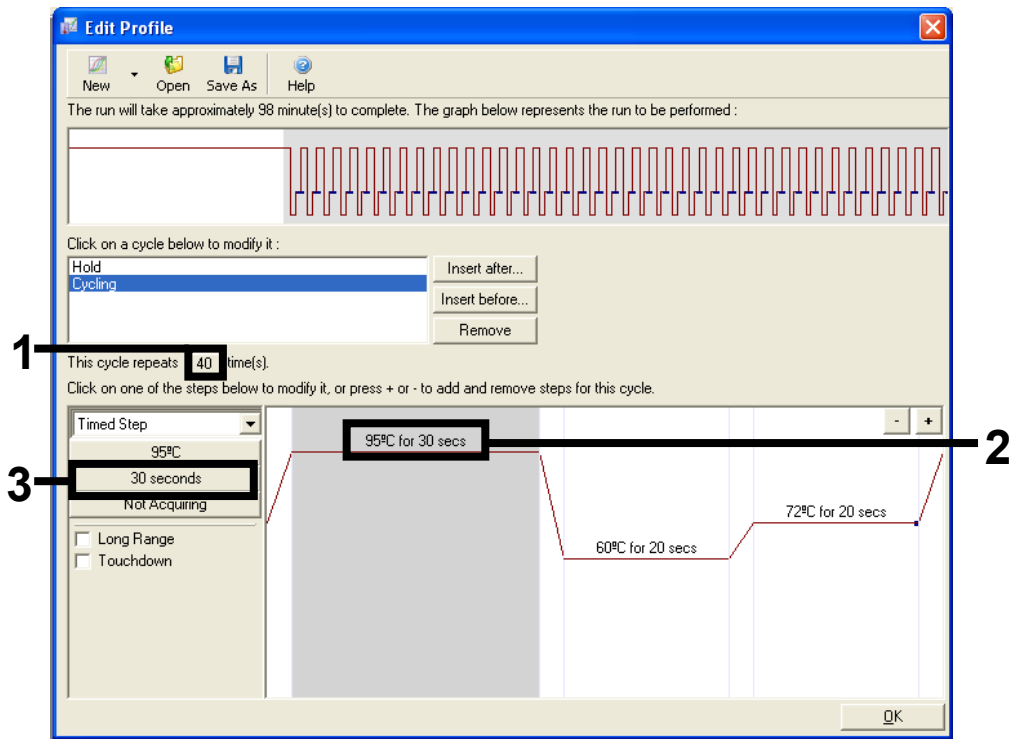 Edit Profile
New Open Save As Help
The run will take approximately 98 minute(s) to complete. The graph below represents the run to be performed :
Click on a cycle below to modify it :
Hold
Cycling
Insert after...
Insert before...
Remove
1
This cycle repeats 40 time(s).
Click on one of the steps below to modify it, or press + or - to add and remove steps for this cycle.
Timed Step
- +
95ºC
95ºC for 30 secs
2
3
30 seconds
Not Acquiring
72ºC for 20 secs
Long Range
60ºC for 20 secs
Touchdown
OK